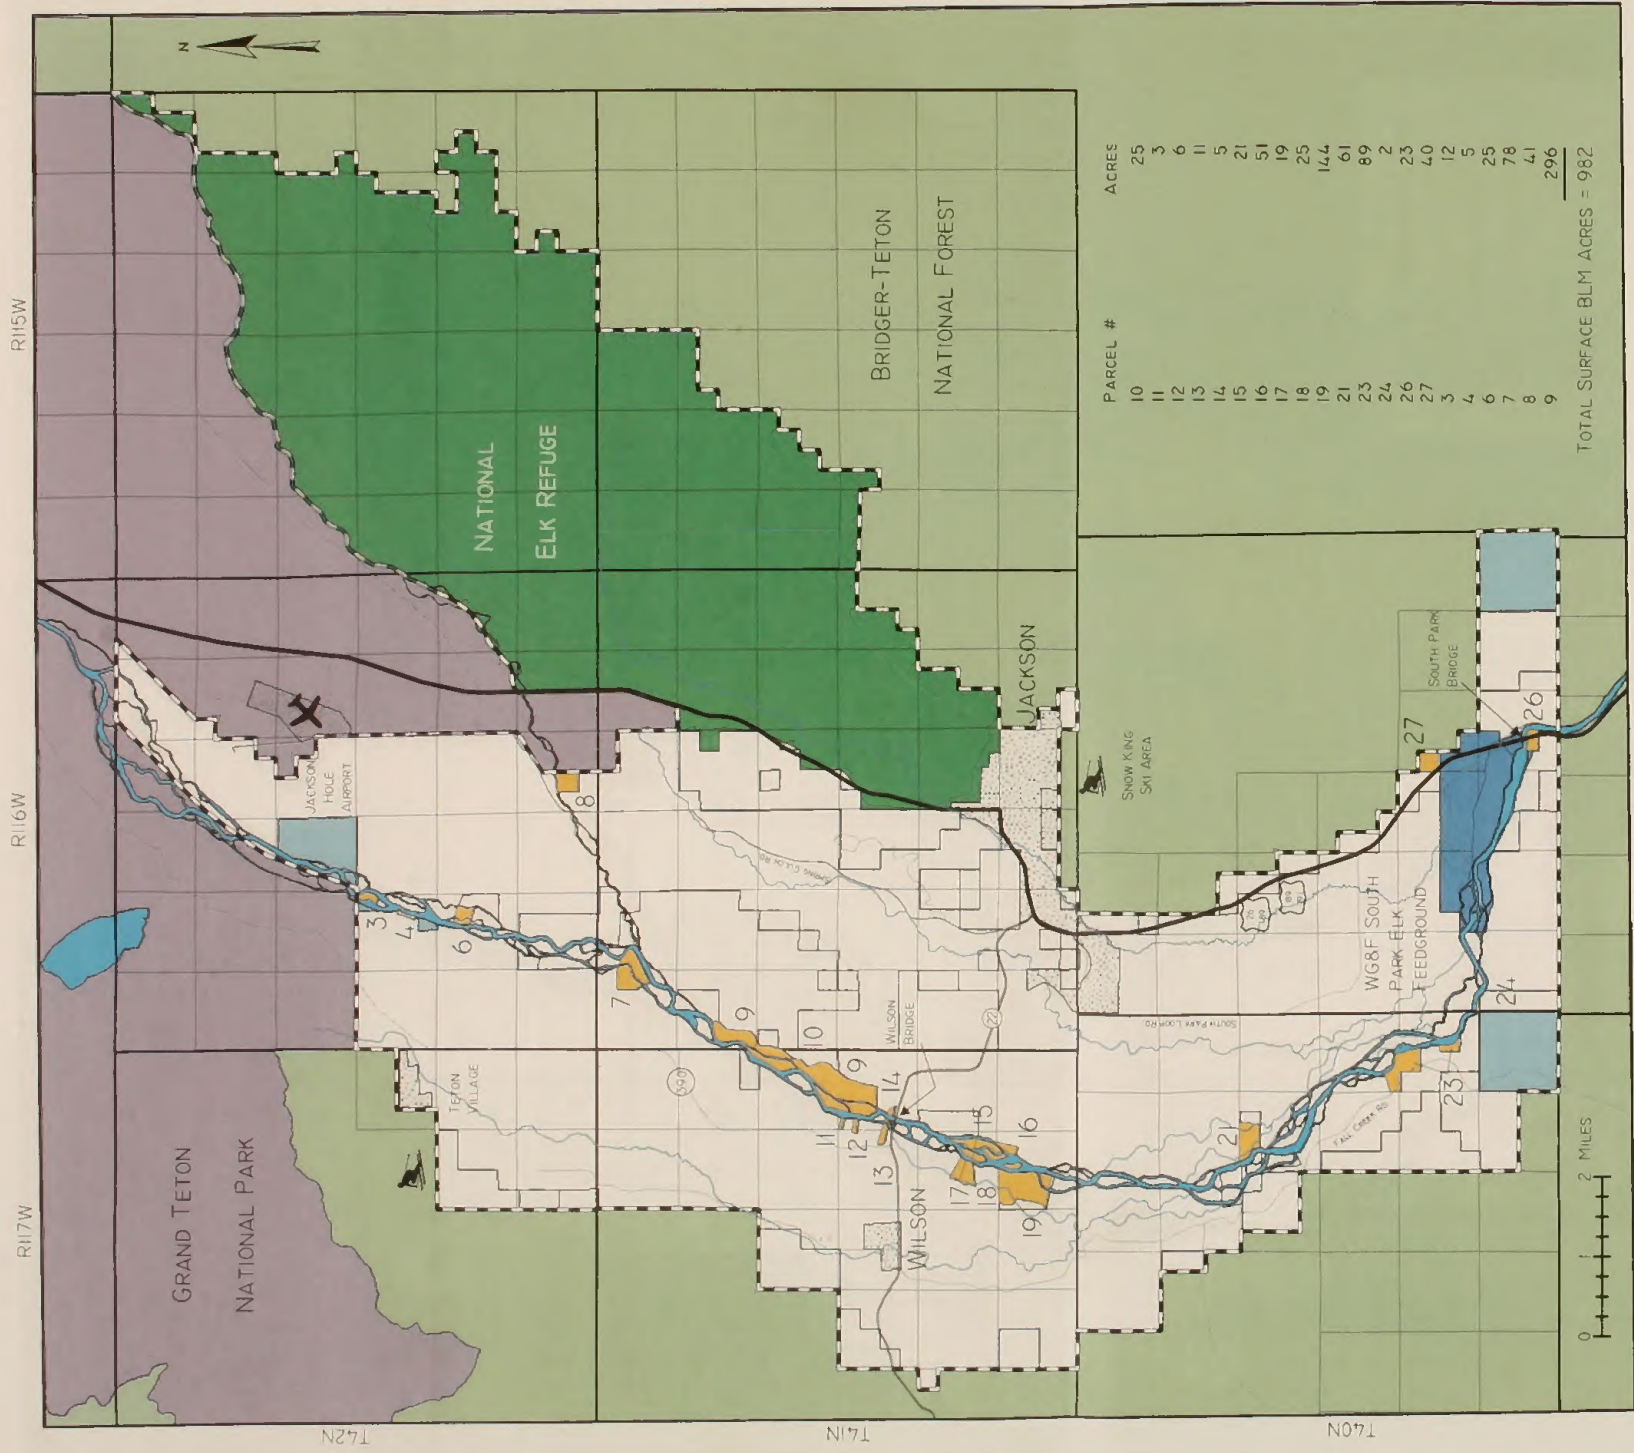 R117W
R116W
R115W
T42N
T41N
T40N
N
GRAND TETON
NATIONAL PARK
JACKSON
HOLE
AIRPORT
NATIONAL
ELK REFUGE
BRIDGER-TETON
NATIONAL FOREST
TETON
VILLAGE
390
3
4
6
7
8
9
10
9
SPRING GULCH RD
WILSON
BRIDGE
22
11
12
13
14
15
16
17
18
19
WILSON
JACKSON
SNOW KING
SKI AREA
SOUTH PARK LOOP RD
26
89
21
FALL CREEK RD
23
24
WG&F SOUTH
PARK ELK
FEEDGROUND
27
SOUTH PARK
BRIDGE
26
PARCEL # ACRES
10 25
11 3
12 6
13 11
14 5
15 21
16 51
17 19
18 25
19 144
21 61
23 89
24 2
26 23
27 40
3 12
4 5
6 25
7 78
8 41
9 296
TOTAL SURFACE BLM ACRES = 982
0 1 2 MILES